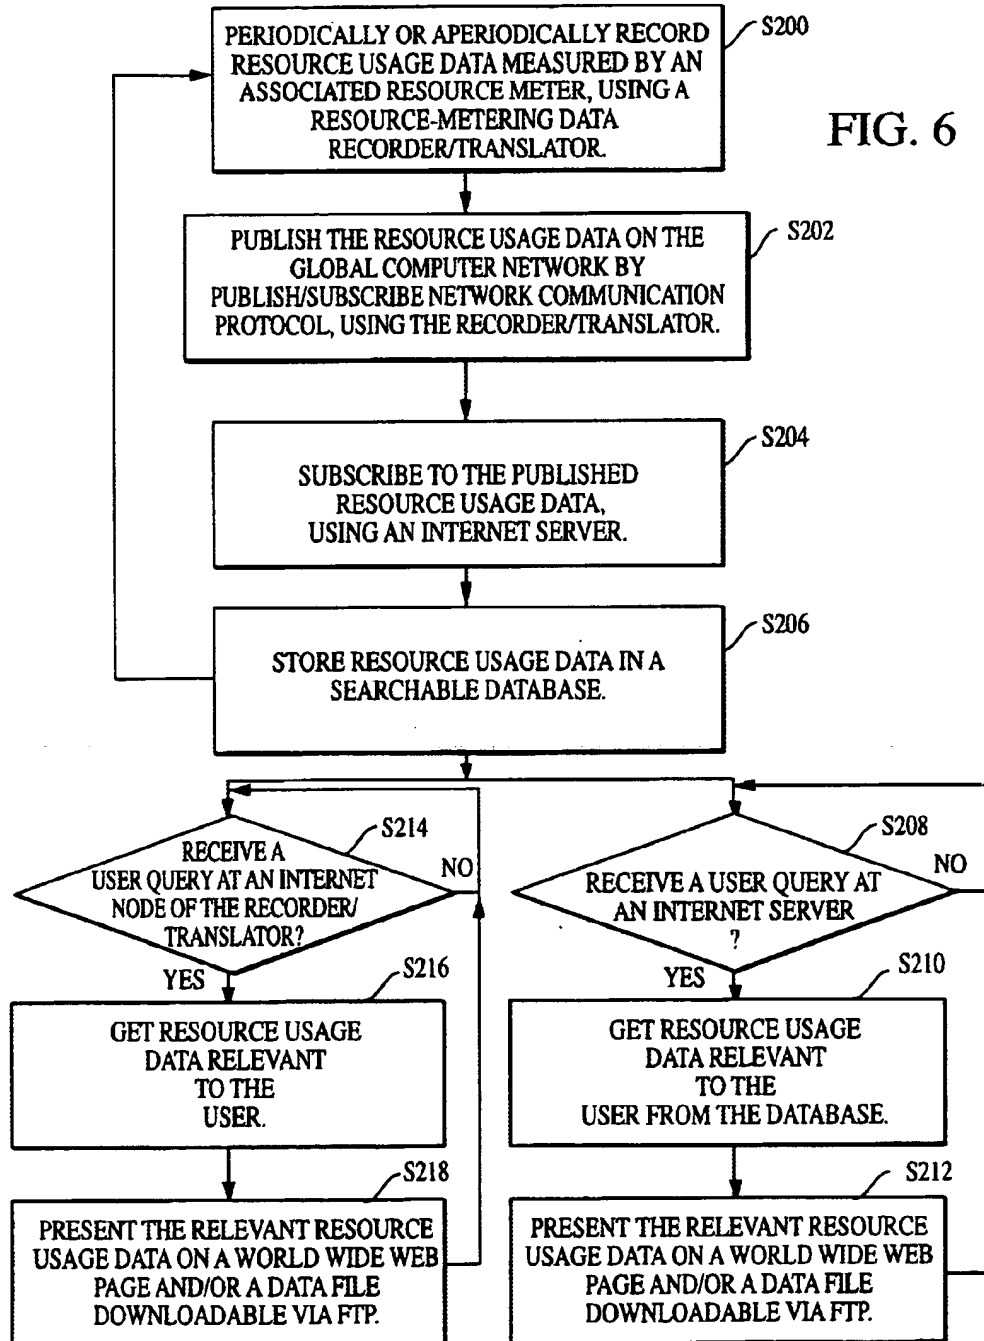 PERIODICALLY OR APERIODICALLY RECORD
RESOURCE USAGE DATA MEASURED BY AN
ASSOCIATED RESOURCE METER, USING A
RESOURCE-METERING DATA
RECORDER/TRANSLATOR.
S200
FIG. 6
PUBLISH THE RESOURCE USAGE DATA ON THE
GLOBAL COMPUTER NETWORK BY
PUBLISH/SUBSCRIBE NETWORK COMMUNICATION
PROTOCOL, USING THE RECORDER/TRANSLATOR.
S202
SUBSCRIBE TO THE PUBLISHED
RESOURCE USAGE DATA,
USING AN INTERNET SERVER.
S204
STORE RESOURCE USAGE DATA IN A
SEARCHABLE DATABASE.
S206
RECEIVE A
USER QUERY AT AN INTERNET
NODE OF THE RECORDER/
TRANSLATOR?
S214
NO
YES
GET RESOURCE USAGE
DATA RELEVANT
TO THE
USER.
S216
PRESENT THE RELEVANT RESOURCE
USAGE DATA ON A WORLD WIDE WEB
PAGE AND/OR A DATA FILE
DOWNLOADABLE VIA FTP.
S218
RECEIVE A USER QUERY AT
AN INTERNET SERVER
?
S208
NO
YES
GET RESOURCE USAGE
DATA RELEVANT
TO THE
USER FROM THE DATABASE.
S210
PRESENT THE RELEVANT RESOURCE
USAGE DATA ON A WORLD WIDE WEB
PAGE AND/OR A DATA FILE
DOWNLOADABLE VIA FTP.
S212